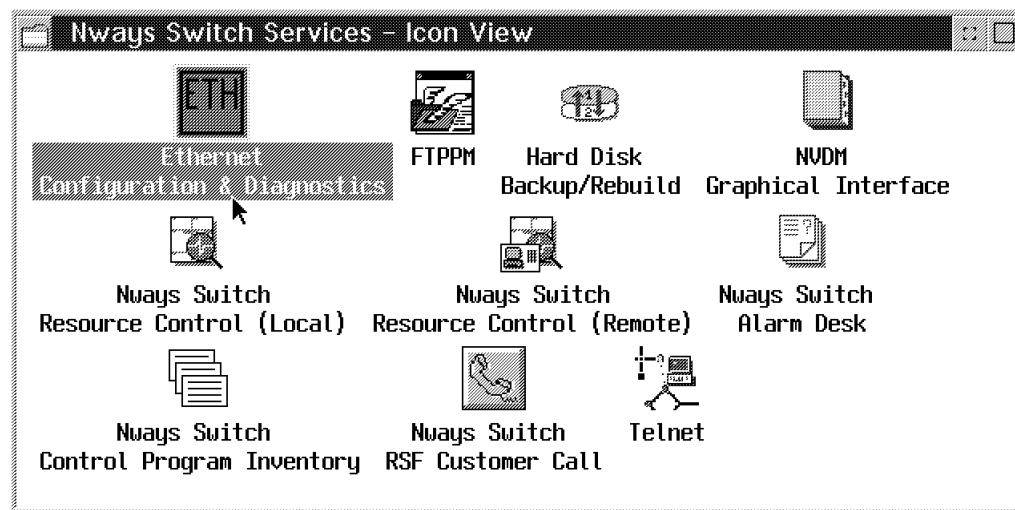 Nways Switch Services - Icon View
ETH
Ethernet
Configuration & Diagnostics
FTPPM
Hard Disk
Backup/Rebuild
1
2
NVDM
Graphical Interface
Nways Switch
Resource Control (Local)
Nways Switch
Resource Control (Remote)
?
Nways Switch
Alarm Desk
Nways Switch
Control Program Inventory
Nways Switch
RSF Customer Call
Telnet